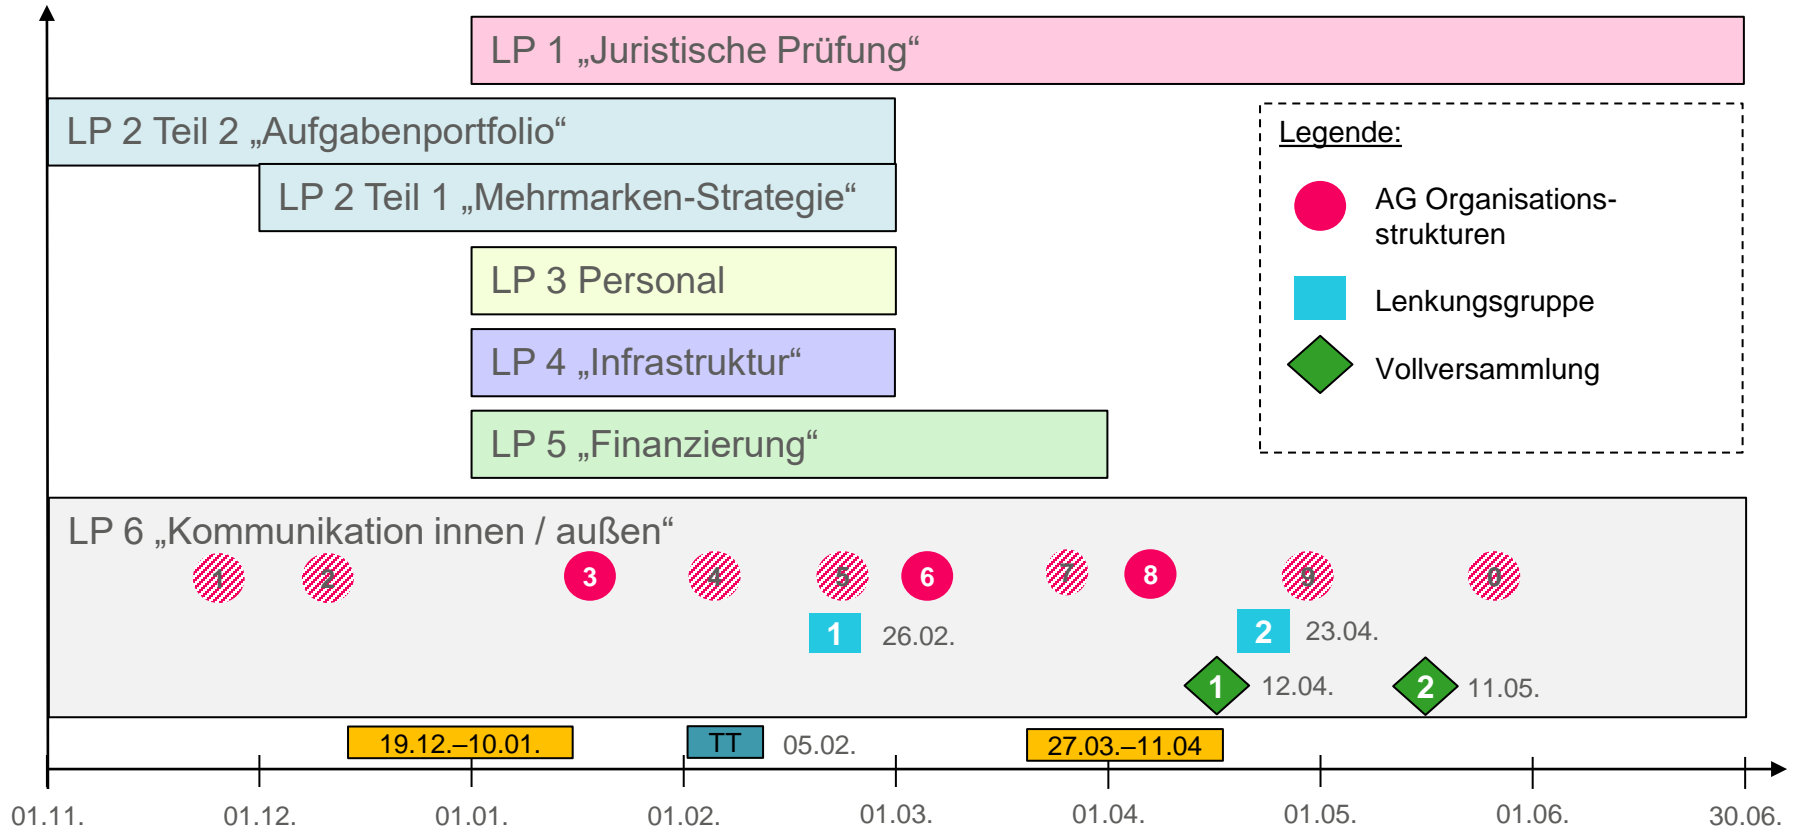 LP 1 „Juristische Prüfung“
LP 2 Teil 2 „Aufgabenportfolio“
LP 2 Teil 1 „Mehrmarken-Strategie“
LP 3 Personal
LP 4 „Infrastruktur“
LP 5 „Finanzierung“
Legende:
AG Organisations-
strukturen
Lenkungsgruppe
Vollversammlung
LP 6 „Kommunikation innen / außen“
1 2 3 4 5 6 7 8 9 0
1 26.02. 2 23.04.
1 12.04. 2 11.05.
19.12.–10.01. TT 05.02. 27.03.–11.04
01.11. 01.12. 01.01. 01.02. 01.03. 01.04. 01.05. 01.06. 30.06.